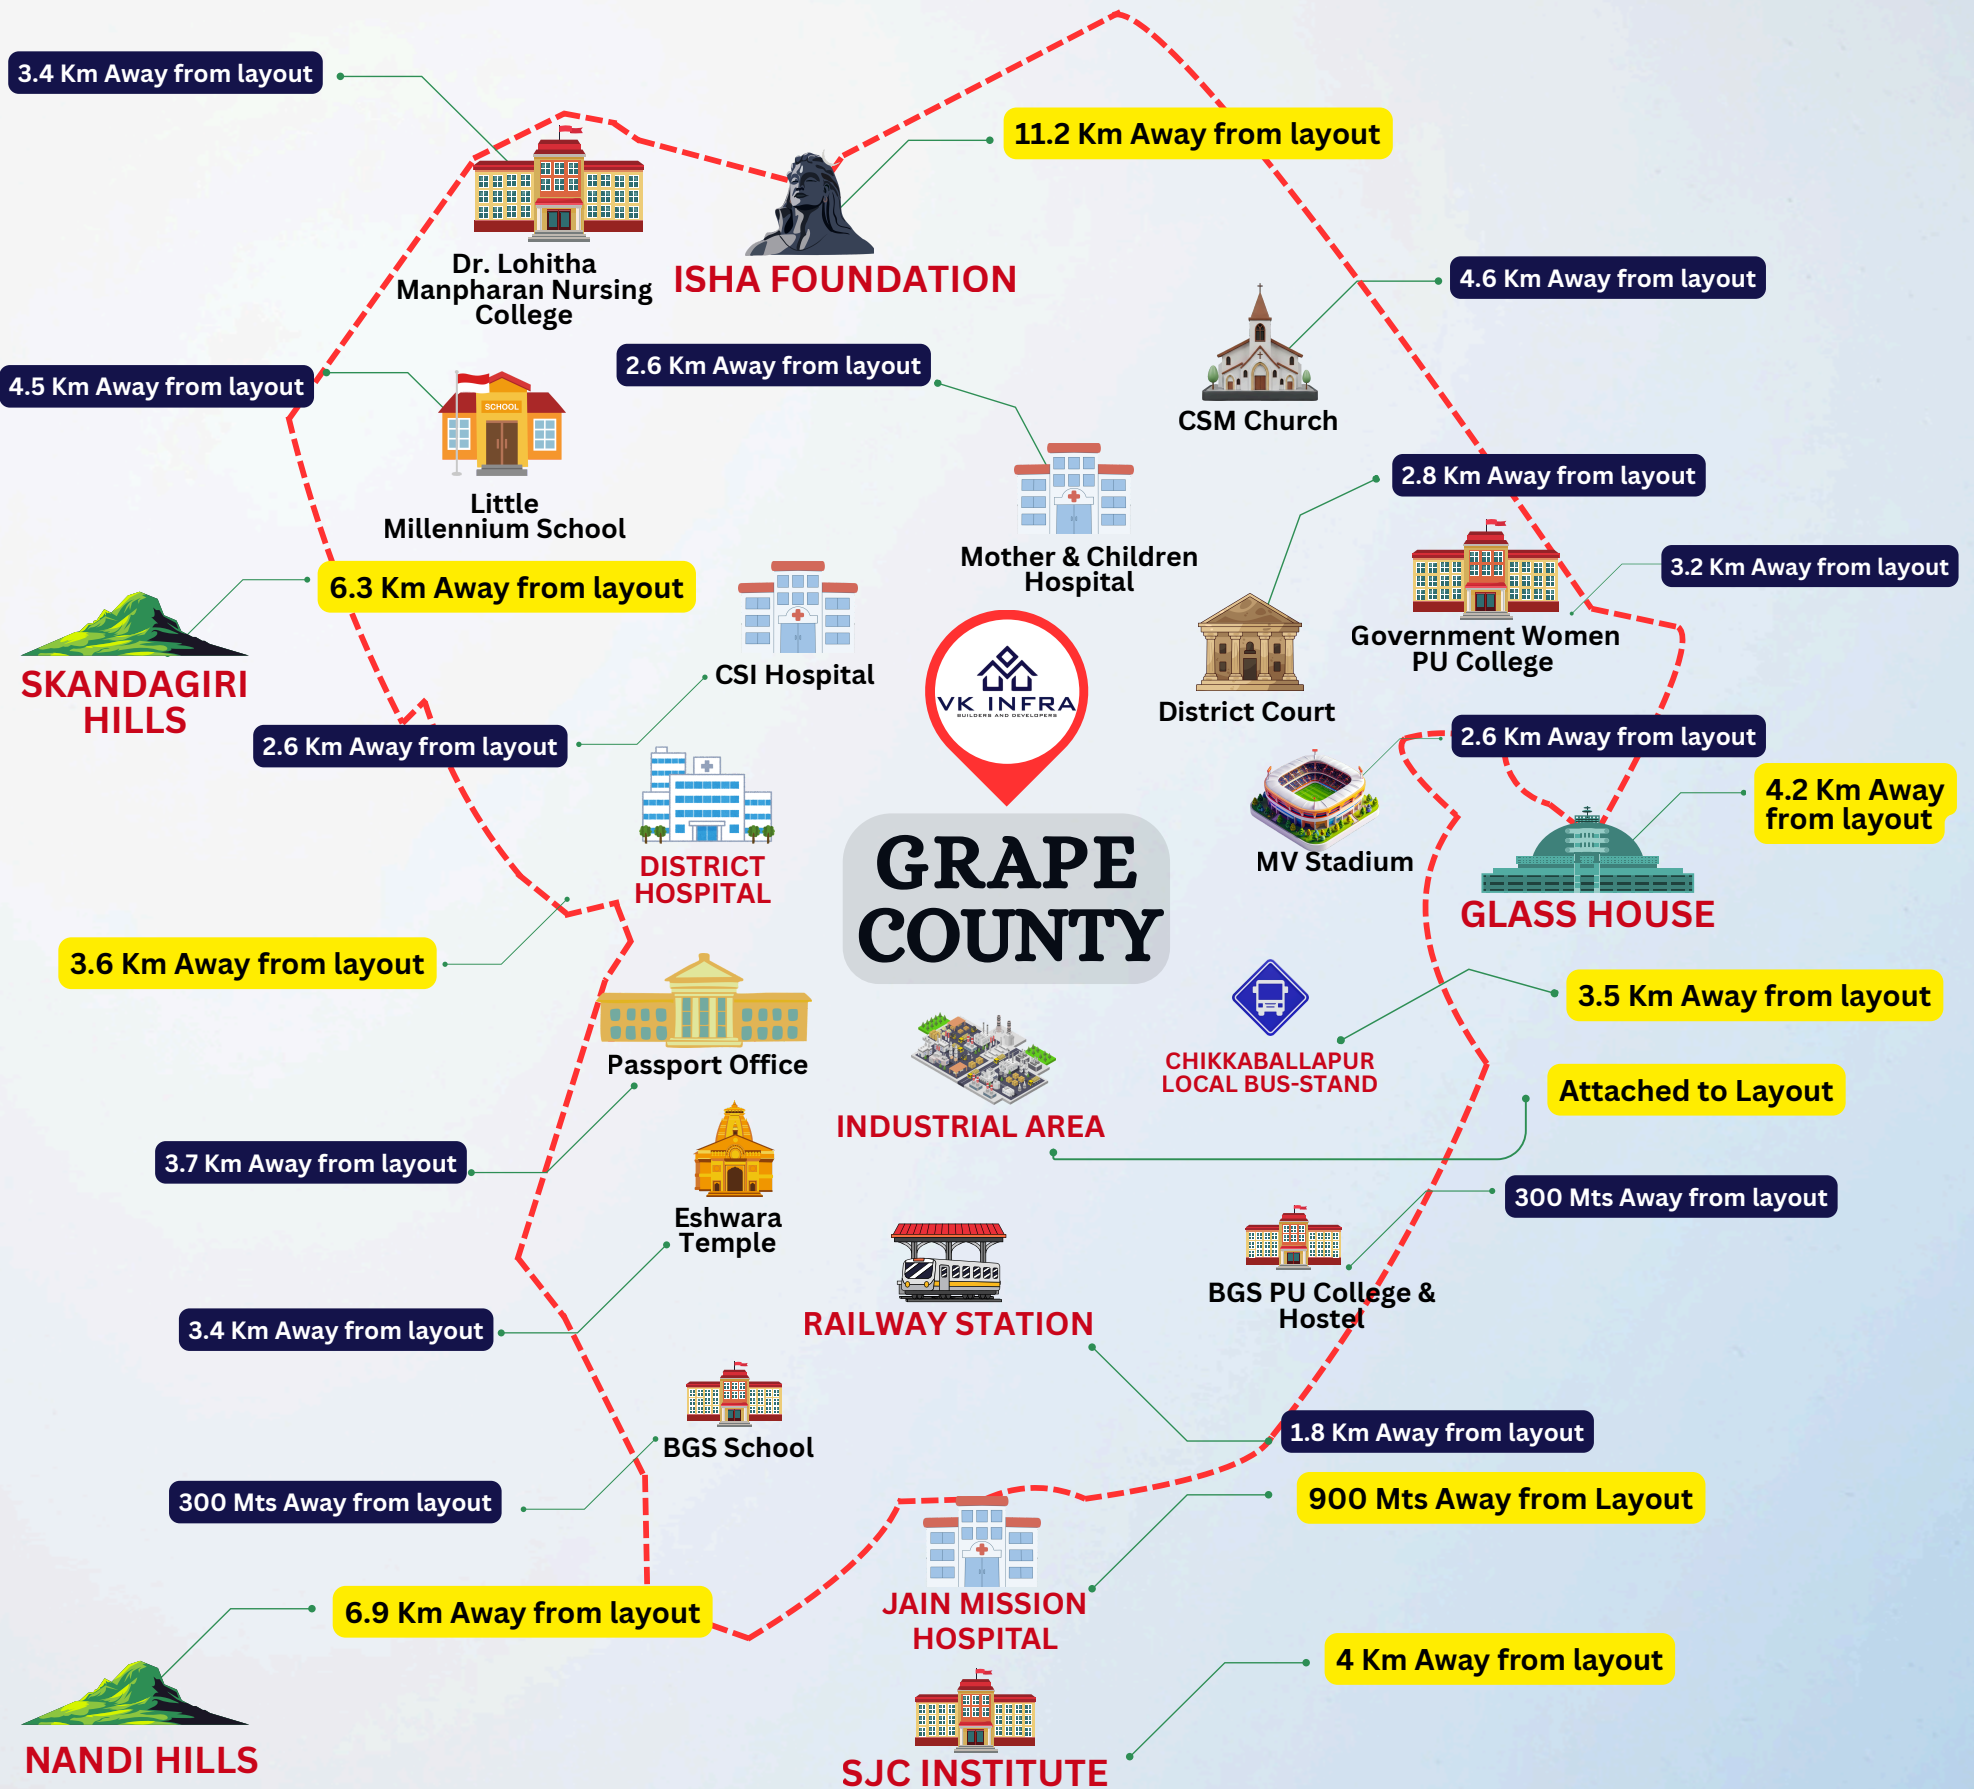 3.4 Km Away from layout
11.2 Km Away from layout
Dr. Lohitha
Manpharan Nursing
College
ISHA FOUNDATION
4.6 Km Away from layout
CSM Church
4.5 Km Away from layout
SCHOOL
Little
Millennium School
2.6 Km Away from layout
Mother & Children
Hospital
2.8 Km Away from layout
District Court
3.2 Km Away from layout
Government Women
PU College
6.3 Km Away from layout
SKANDAGIRI
HILLS
CSI Hospital
2.6 Km Away from layout
VK INFRA
BUILDERS AND DEVELOPERS
2.6 Km Away from layout
MV Stadium
4.2 Km Away
from layout
GLASS HOUSE
DISTRICT
HOSPITAL
GRAPE
COUNTY
3.6 Km Away from layout
Passport Office
3.5 Km Away from layout
CHIKKABALLAPUR
LOCAL BUS-STAND
INDUSTRIAL AREA
Attached to Layout
3.7 Km Away from layout
Eshwara
Temple
300 Mts Away from layout
BGS PU College &
Hostel
3.4 Km Away from layout
RAILWAY STATION
1.8 Km Away from layout
BGS School
300 Mts Away from layout
900 Mts Away from Layout
JAIN MISSION
HOSPITAL
6.9 Km Away from layout
NANDI HILLS
4 Km Away from layout
SJC INSTITUTE